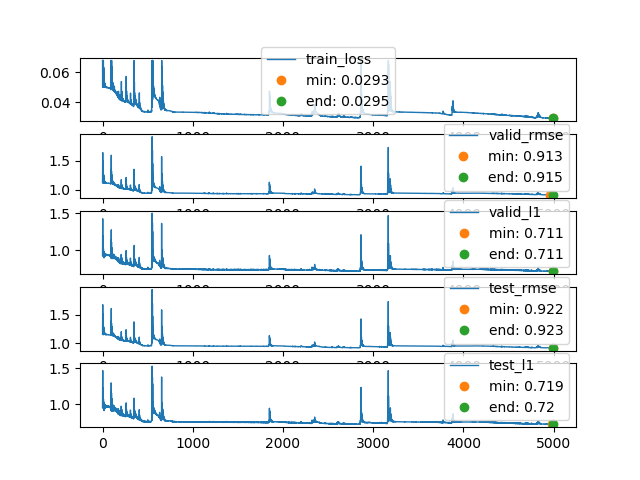 train_loss
min: 0.0293
end: 0.0295
0.06
0.04
0 1000 2000 3000 4000 5000
valid_rmse
min: 0.913
end: 0.915
1.5
1.0
valid_l1
min: 0.711
end: 0.711
1.5
1.0
test_rmse
min: 0.922
end: 0.923
1.5
1.0
test_l1
min: 0.719
end: 0.72
1.5
1.0
0 1000 2000 3000 4000 5000